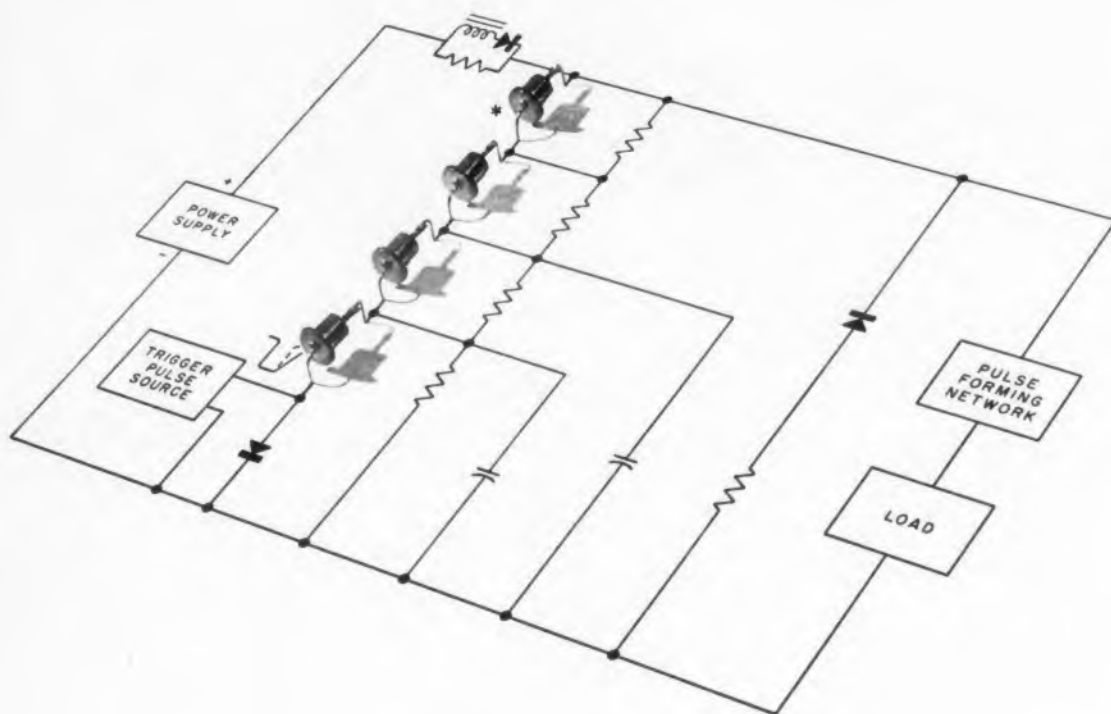 *
+
POWER
SUPPLY
-
TRIGGER
PULSE
SOURCE
PULSE
FORMING
NETWORK
LOAD